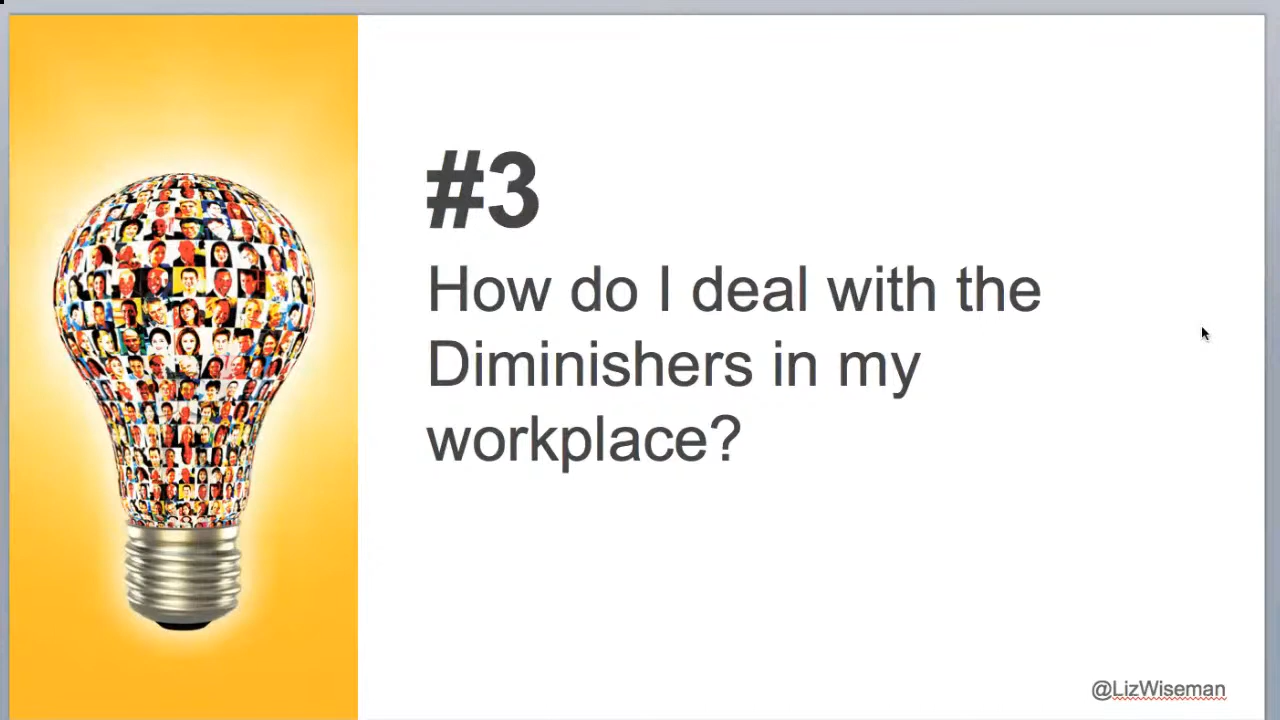 #3
How do I deal with the
Diminishers in my
workplace?
@LizWiseman